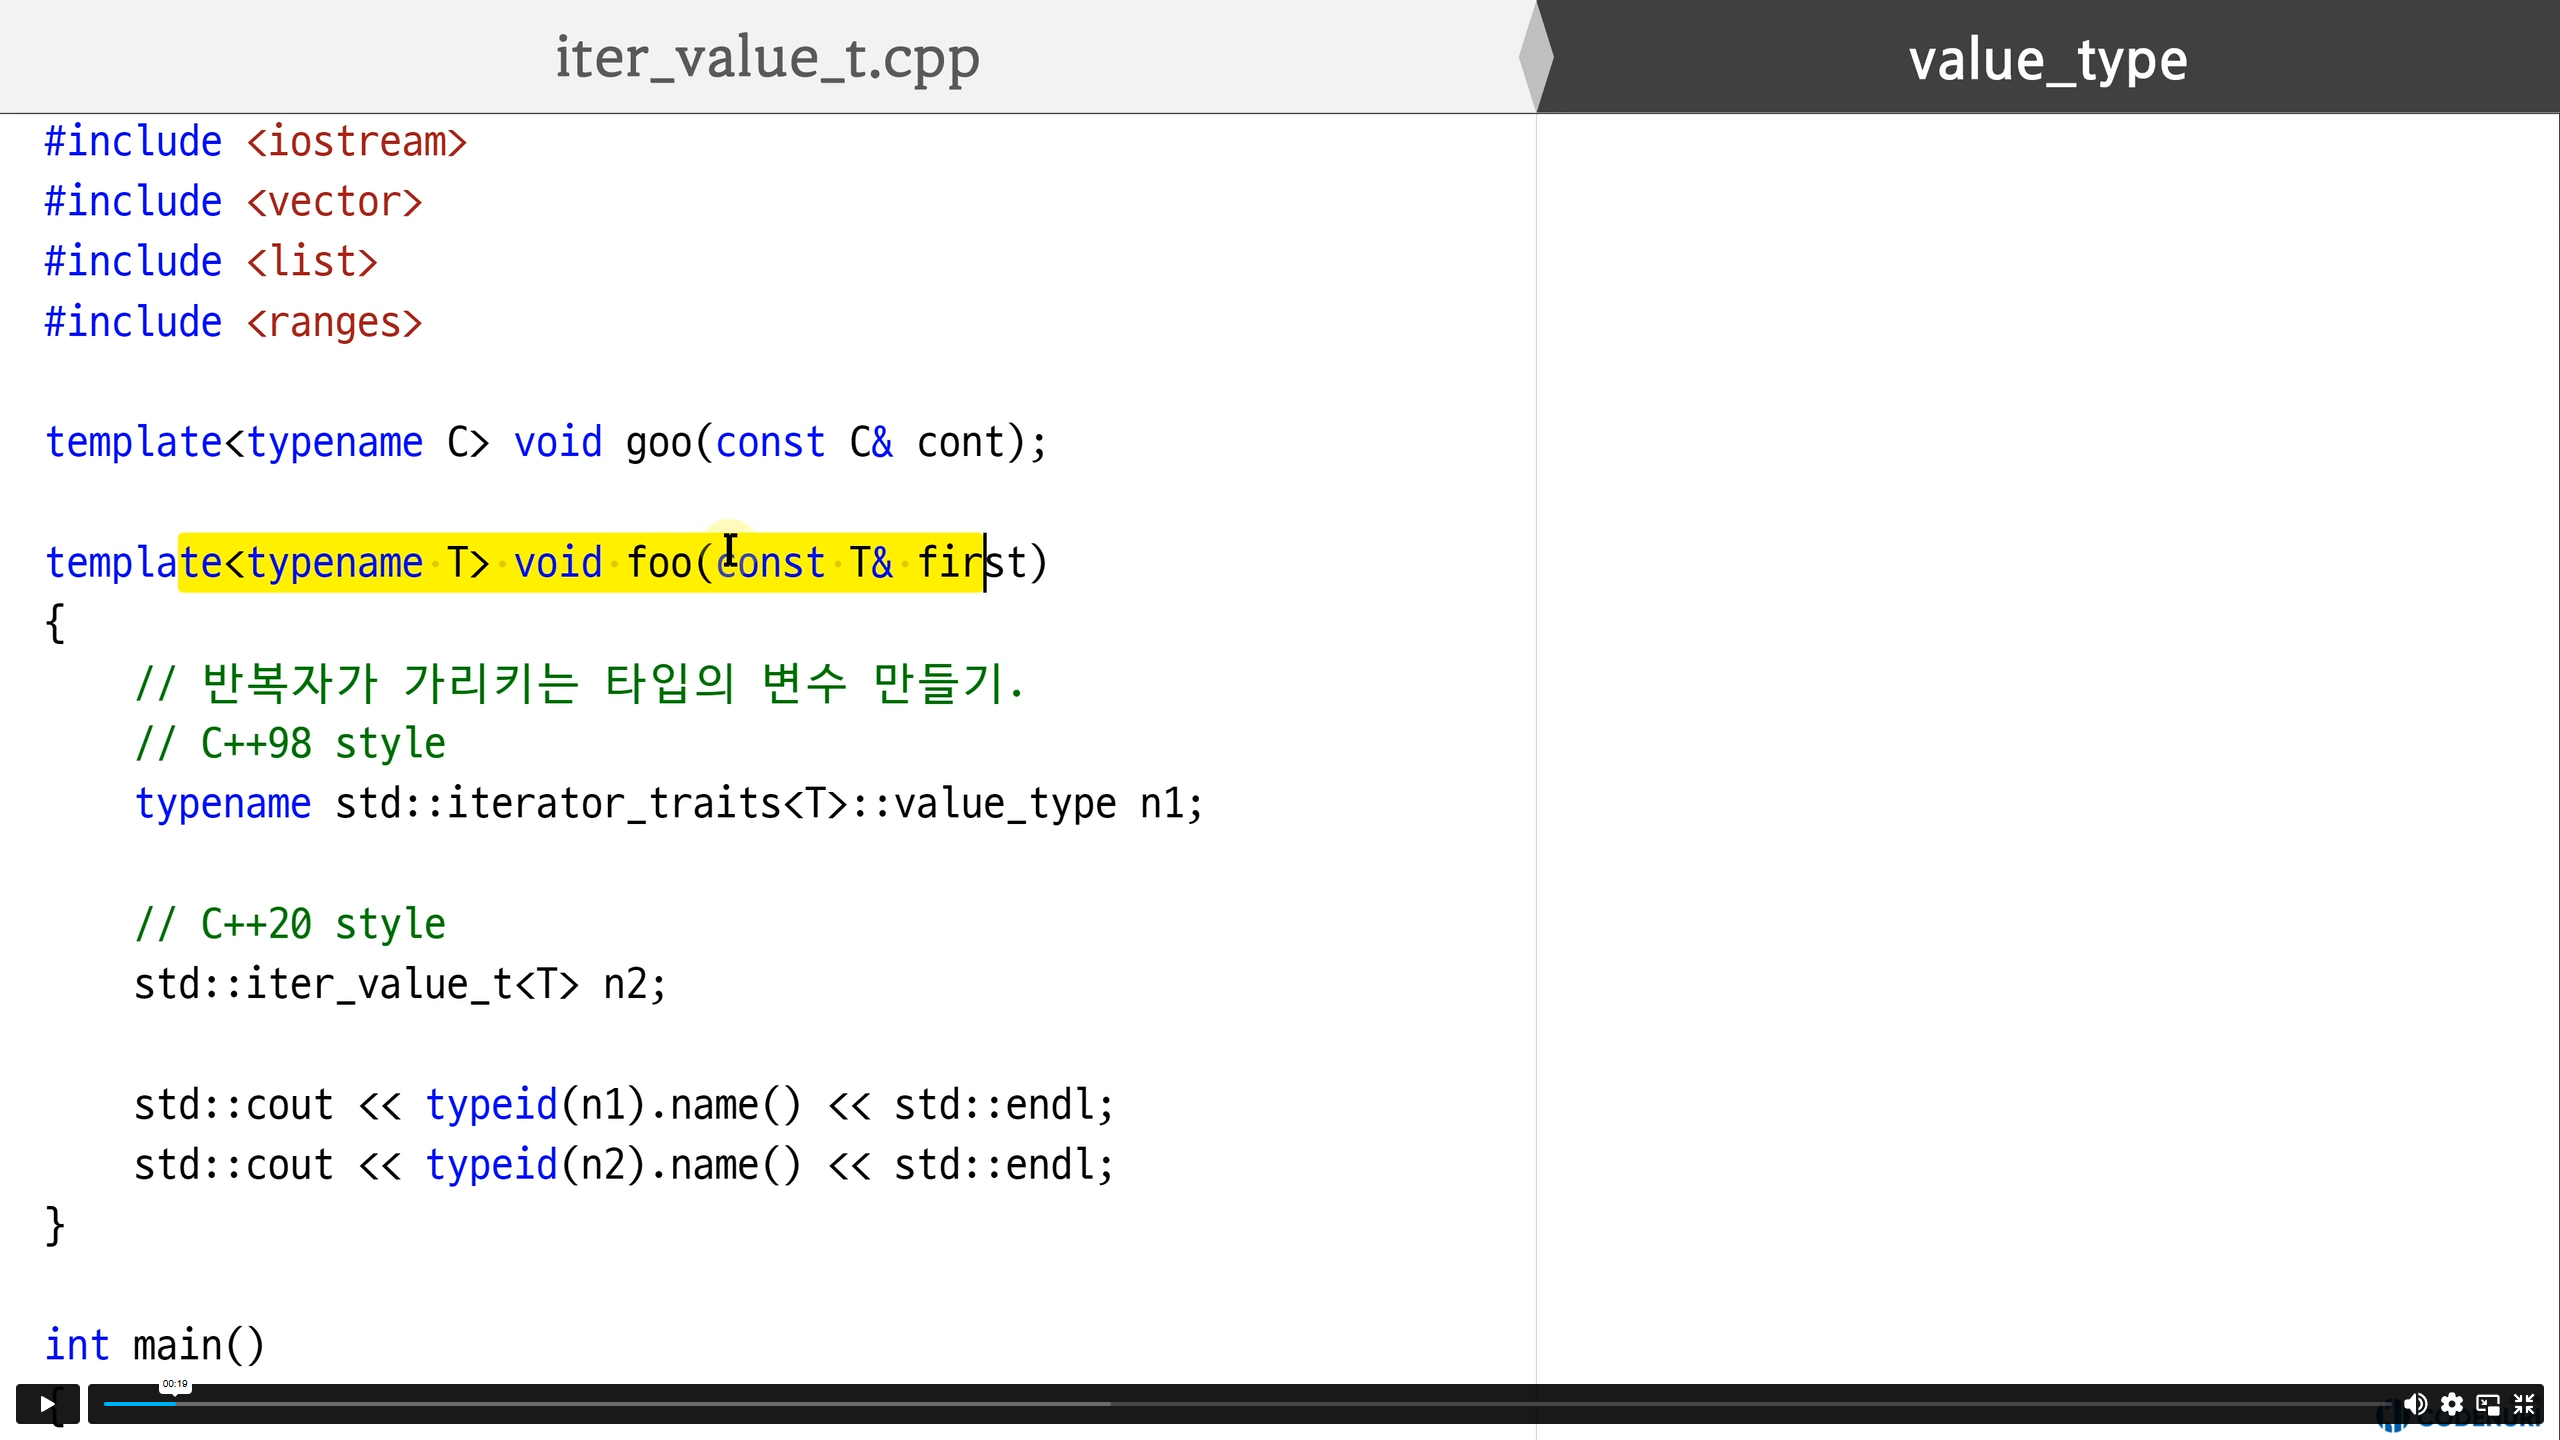 iter_value_t.cpp
value_type
#include <iostream>
#include <vector>
#include <list>
#include <ranges>
template<typename C> void goo(const C& cont);
template<typename T> void foo(const T& first)
{
// 반복자가 가리키는 타입의 변수 만들기.
// C++98 style
typename std::iterator_traits<T>::value_type n1;
// C++20 style
std::iter_value_t<T> n2;
std::cout << typeid(n1).name() << std::endl;
std::cout << typeid(n2).name() << std::endl;
}
int main()
{
00:19
CODENURI